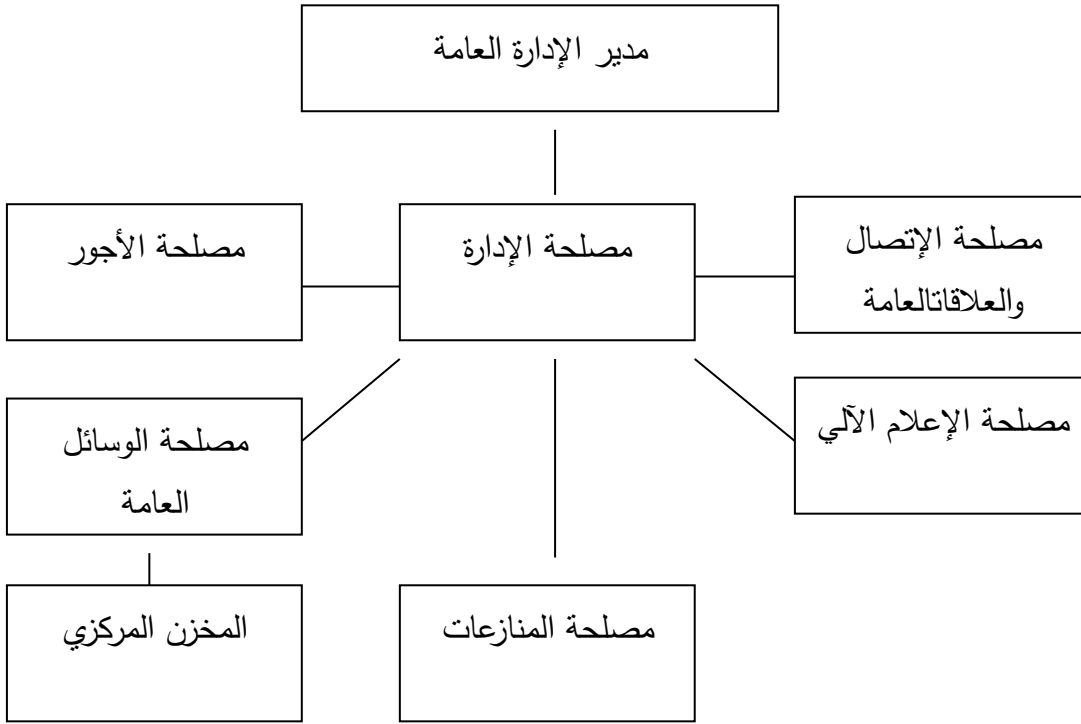 مدير الإدارة العامة
مصلحة الإتصال
والعلاقاتالعامة
مصلحة الإدارة
مصلحة الأجور
مصلحة الإعلام الآلي
مصلحة الوسائل
العامة
مصلحة المنازعات
المخزن المركزي